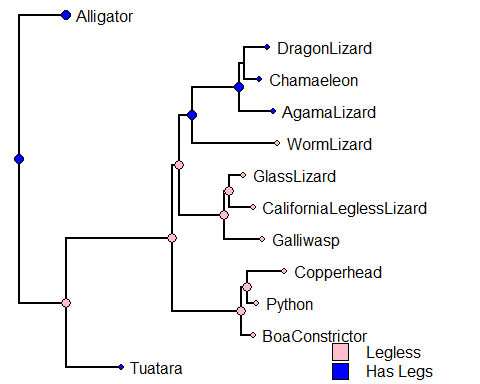 Alligator
DragonLizard
Chamaeleon
AgamaLizard
WormLizard
GlassLizard
CaliforniaLeglessLizard
Galliwasp
Copperhead
Python
BoaConstrictor
Legless
Has Legs
Tuatara